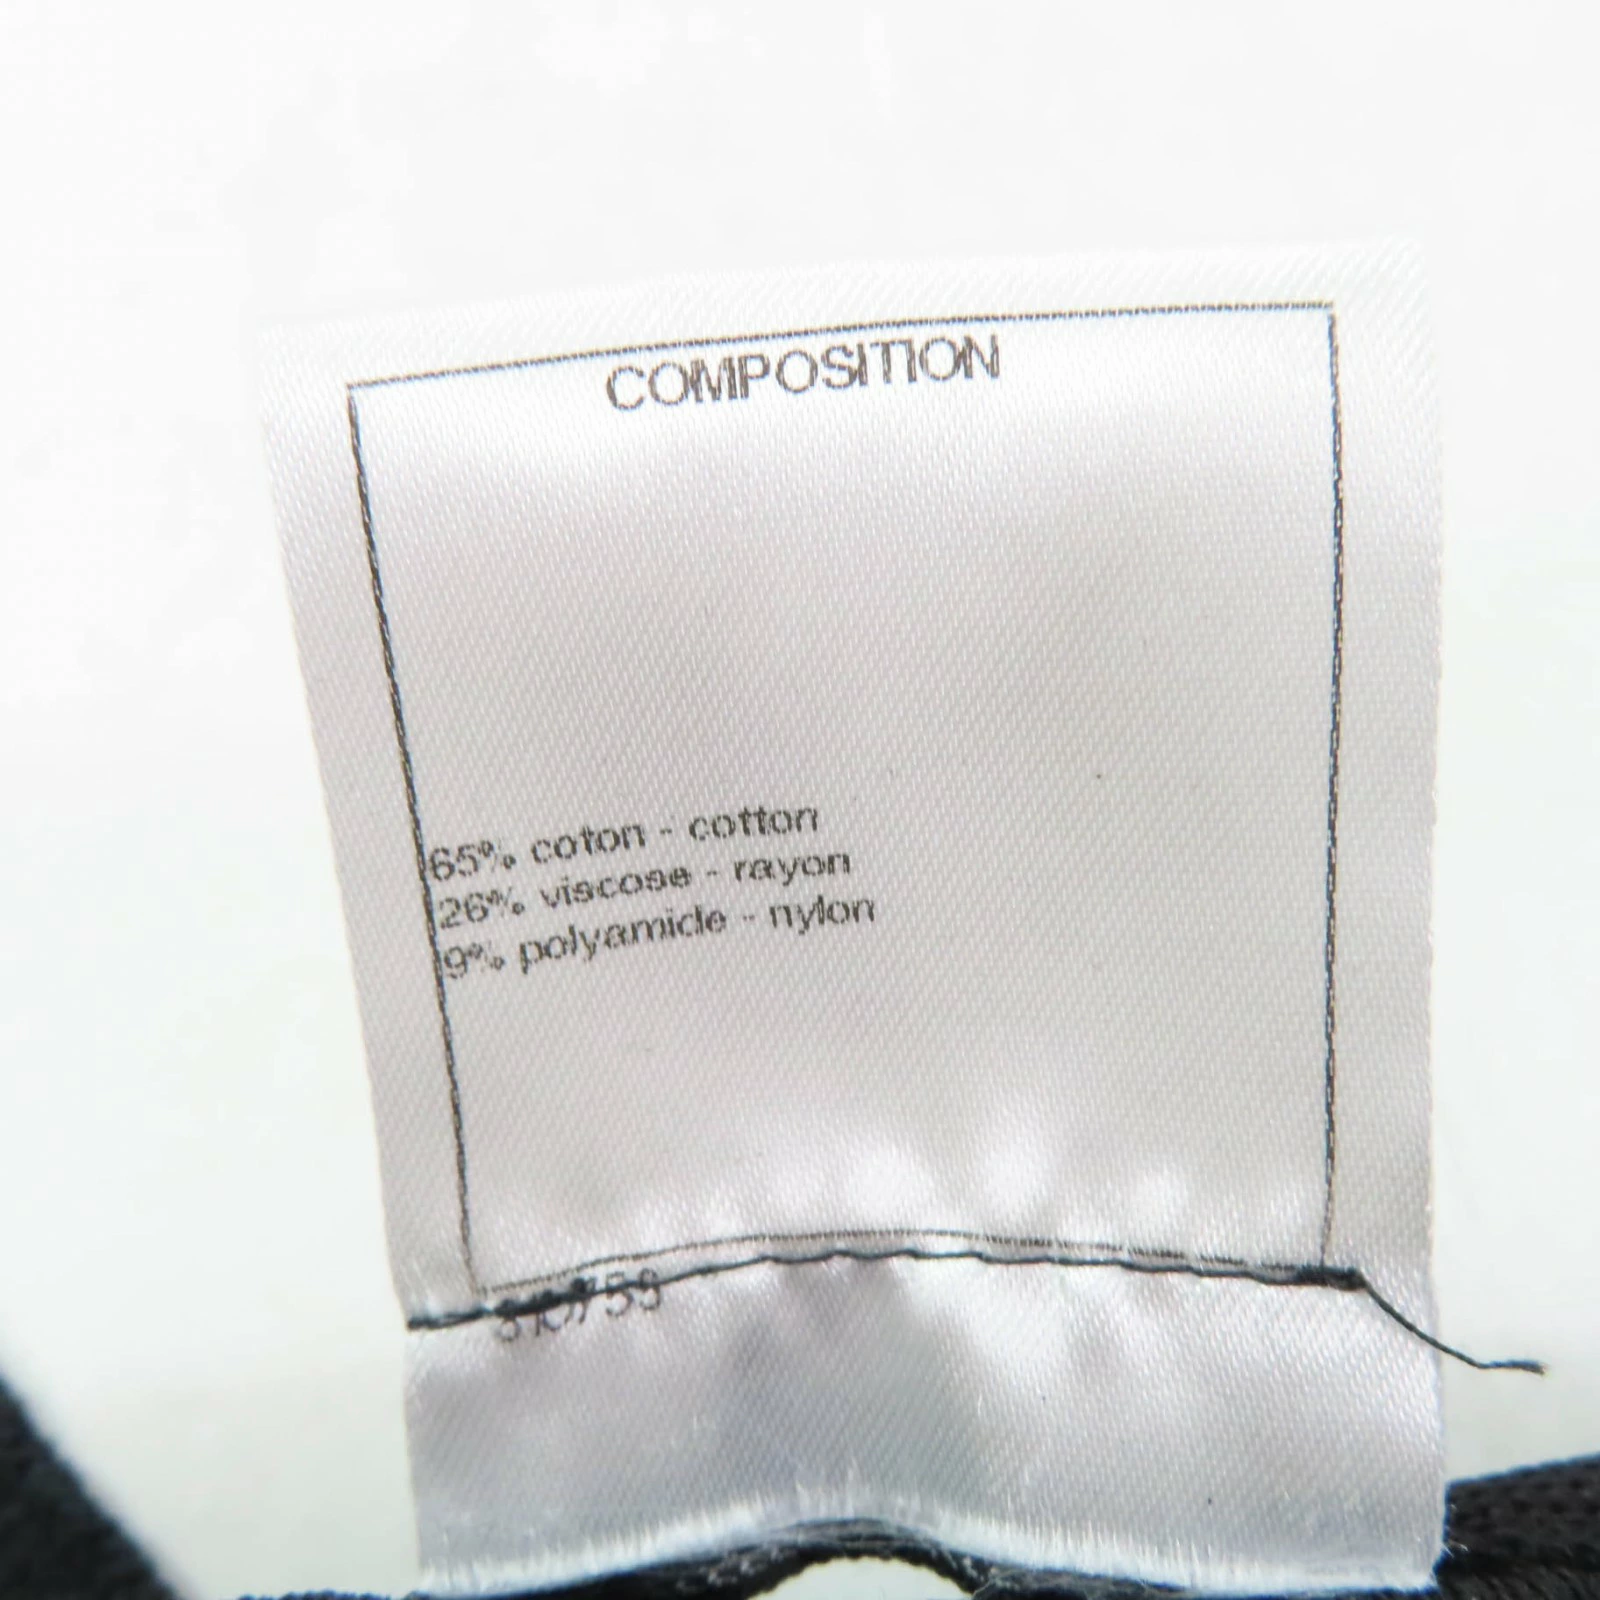 COMPOSITION
65% coton - cotton
26% viscose - rayon
9% polyamide - nylon